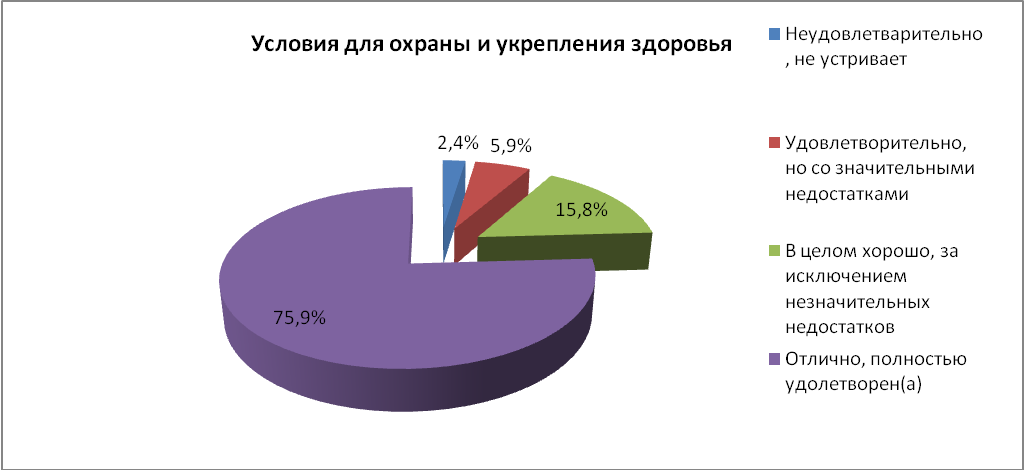 Условия для охраны и укрепления здоровья
Неудовлетварительно
, не устривает
Удовлетворительно,
но со значительными
недостатками
В целом хорошо, за
исключением
незначительных
недостатков
Отлично, полностью
удолетворен(а)
2,4%
5,9%
15,8%
75,9%